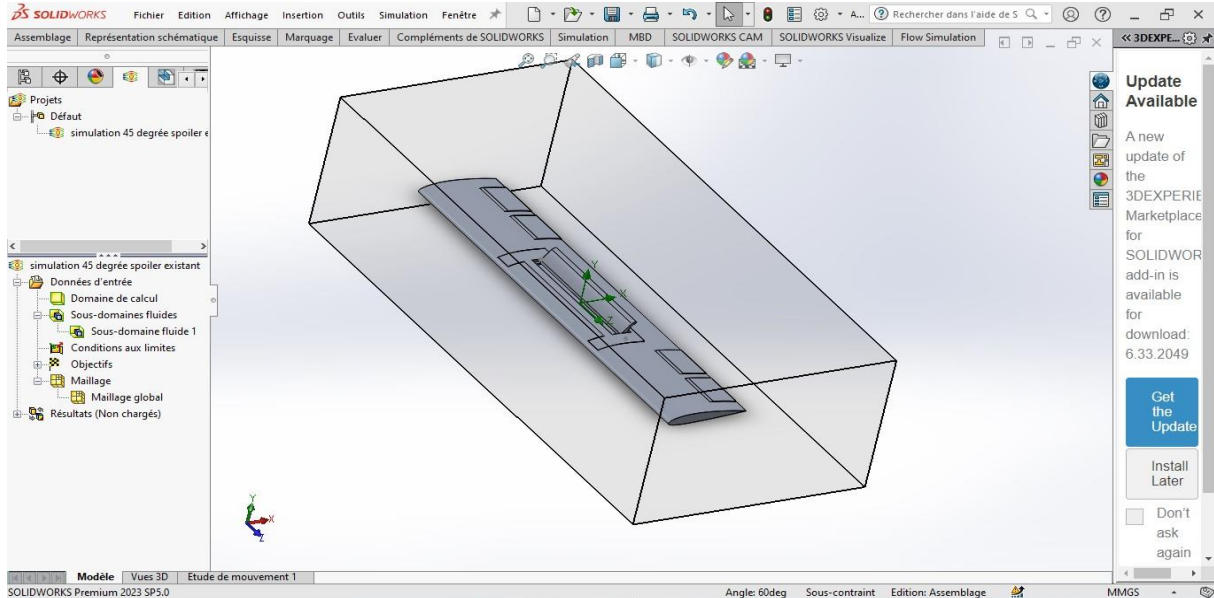 SOLIDWORKS Fichier Edition Affichage Insertion Outils Simulation Fenêtre A... Rechercher dans l'aide de S
Assemblage Représentation schématique Esquisse Marquage Evaluer Compléments de SOLIDWORKS Simulation MBD SOLIDWORKS CAM SOLIDWORKS Visualize Flow Simulation
3DEXPE...
Projets
Défaut
simulation 45 degrée spoiler e
simulation 45 degrée spoiler existant
Données d'entrée
Domaine de calcul
Sous-domaines fluides
Sous-domaine fluide 1
Conditions aux limites
Objectifs
Maillage
Maillage global
Résultats (Non chargés)
Y
X
Z
Y
X
Z
Update
Available
A new
update of
the
3DEXPERIE
Marketplace
for
SOLIDWOR
add-in is
available
for
download:
6.33.2049
Get
the
Update
Install
Later
Don't
ask
again
Modèle Vues 3D Etude de mouvement 1
SOLIDWORKS Premium 2023 SP5.0 Angle: 60deg Sous-contraint Edition: Assemblage MMGS